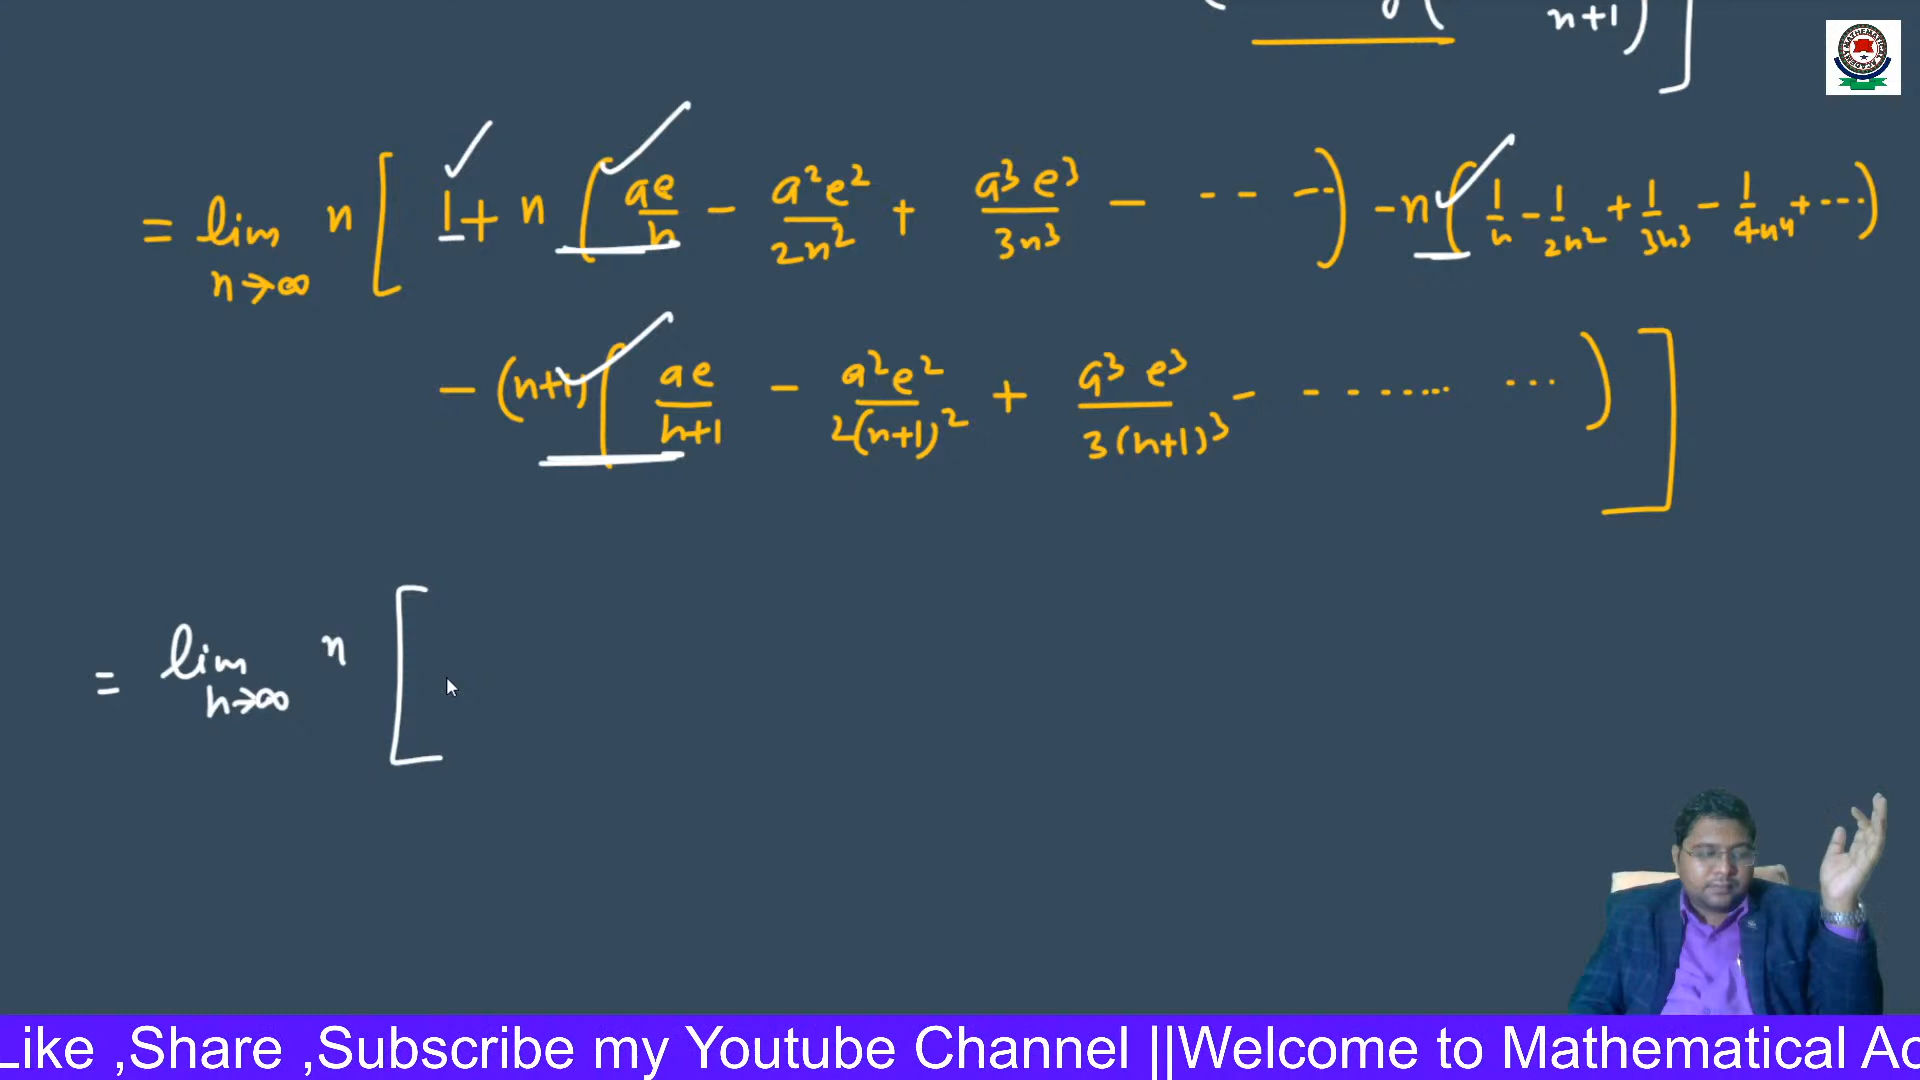 n+1) ]
= lim n→∞ n [ 1 + n ( ae/n - a²e²/2n² + a³e³/3n³ - - - - - - ) - n ( 1/n - 1/2n² + 1/3n³ - 1/4n⁴ + ... )
- (n+1) ( ae/n+1 - a²e²/2(n+1)² + a³e³/3(n+1)³ - - - ....... ... ) ]
= lim n→∞ n [
Like ,Share ,Subscribe my Youtube Channel ||Welcome to Mathematical Ac